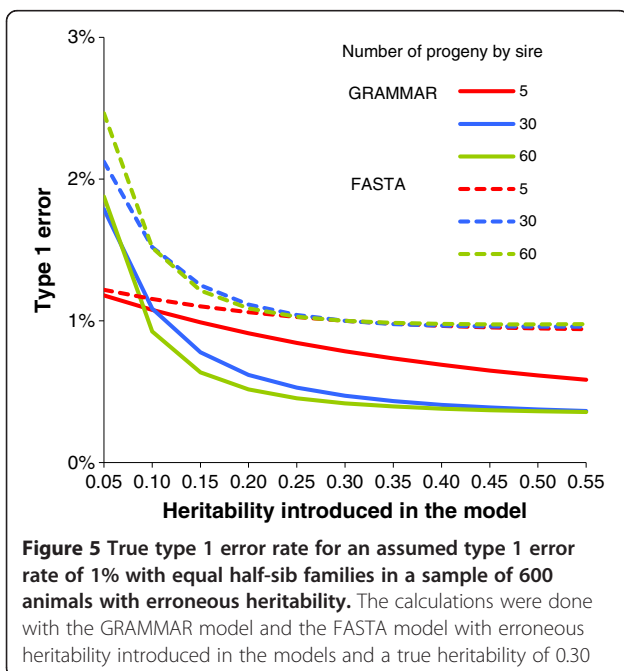 3%
2%
1%
0%
Type 1 error
Number of progeny by sire
GRAMMAR
5
30
60
FASTA
5
30
60
0.05 0.10 0.15 0.20 0.25 0.30 0.35 0.40 0.45 0.50 0.55
Heritability introduced in the model
Figure 5 True type 1 error rate for an assumed type 1 error
rate of 1% with equal half-sib families in a sample of 600
animals with erroneous heritability. The calculations were done
with the GRAMMAR model and the FASTA model with erroneous
heritability introduced in the models and a true heritability of 0.30